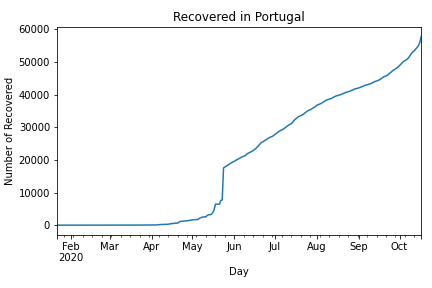 Recovered in Portugal
Number of Recovered
60000
50000
40000
30000
20000
10000
0
Feb Mar Apr May Jun Jul Aug Sep Oct
2020
Day